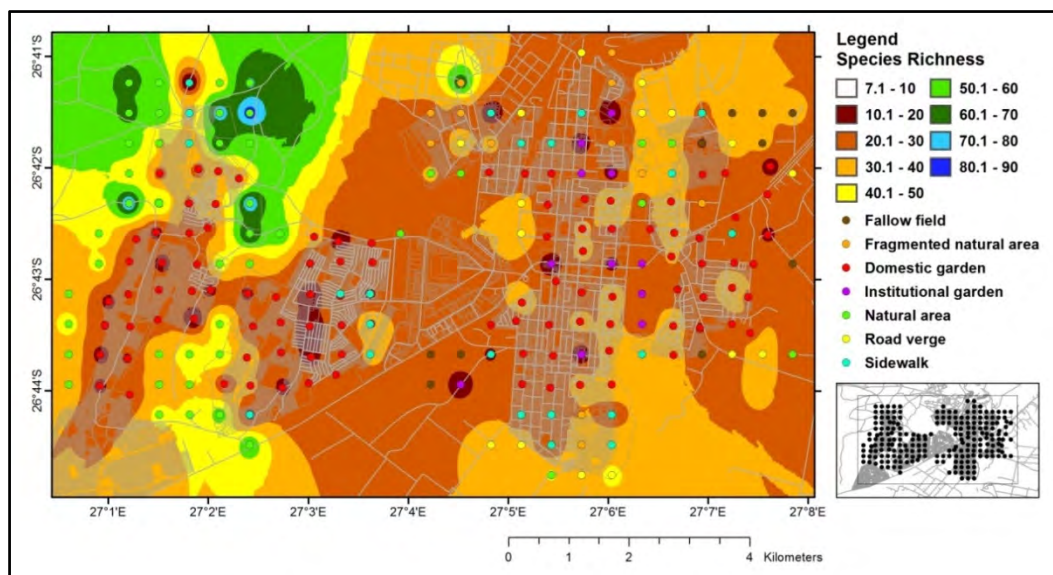 26°41'S
26°42'S
26°43'S
26°44'S
27°1'E 27°2'E 27°3'E 27°4'E 27°5'E 27°6'E 27°7'E 27°8'E
0 1 2 4 Kilometers
Legend
Species Richness
7.1 - 10 50.1 - 60
10.1 - 20 60.1 - 70
20.1 - 30 70.1 - 80
30.1 - 40 80.1 - 90
40.1 - 50
Fallow field
Fragmented natural area
Domestic garden
Institutional garden
Natural area
Road verge
Sidewalk